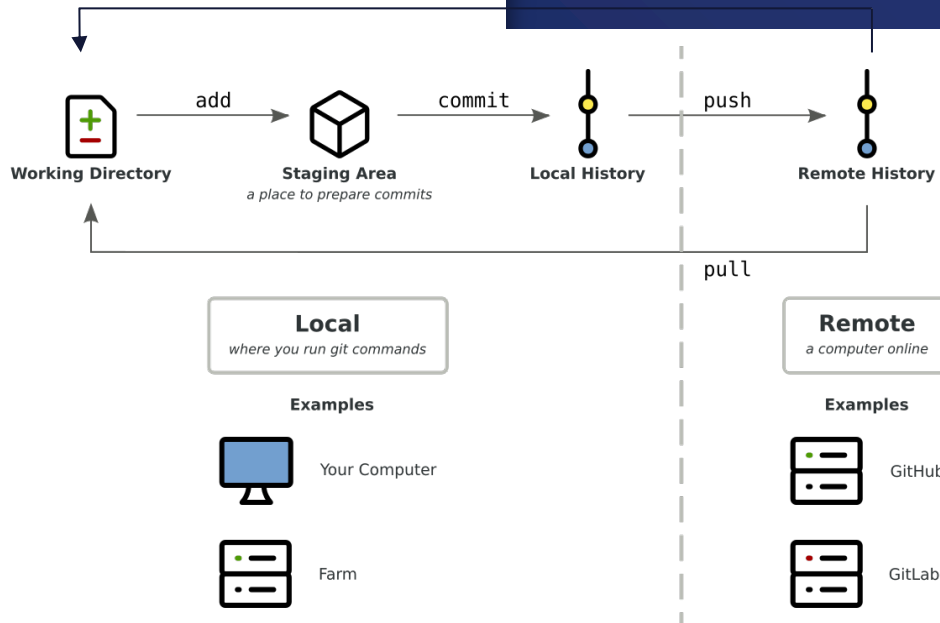 add
commit
push
Working Directory
Staging Area
a place to prepare commits
Local History
Remote History
pull
Local
where you run git commands
Remote
a computer online
Examples
Examples
Your Computer
GitHub
Farm
GitLab